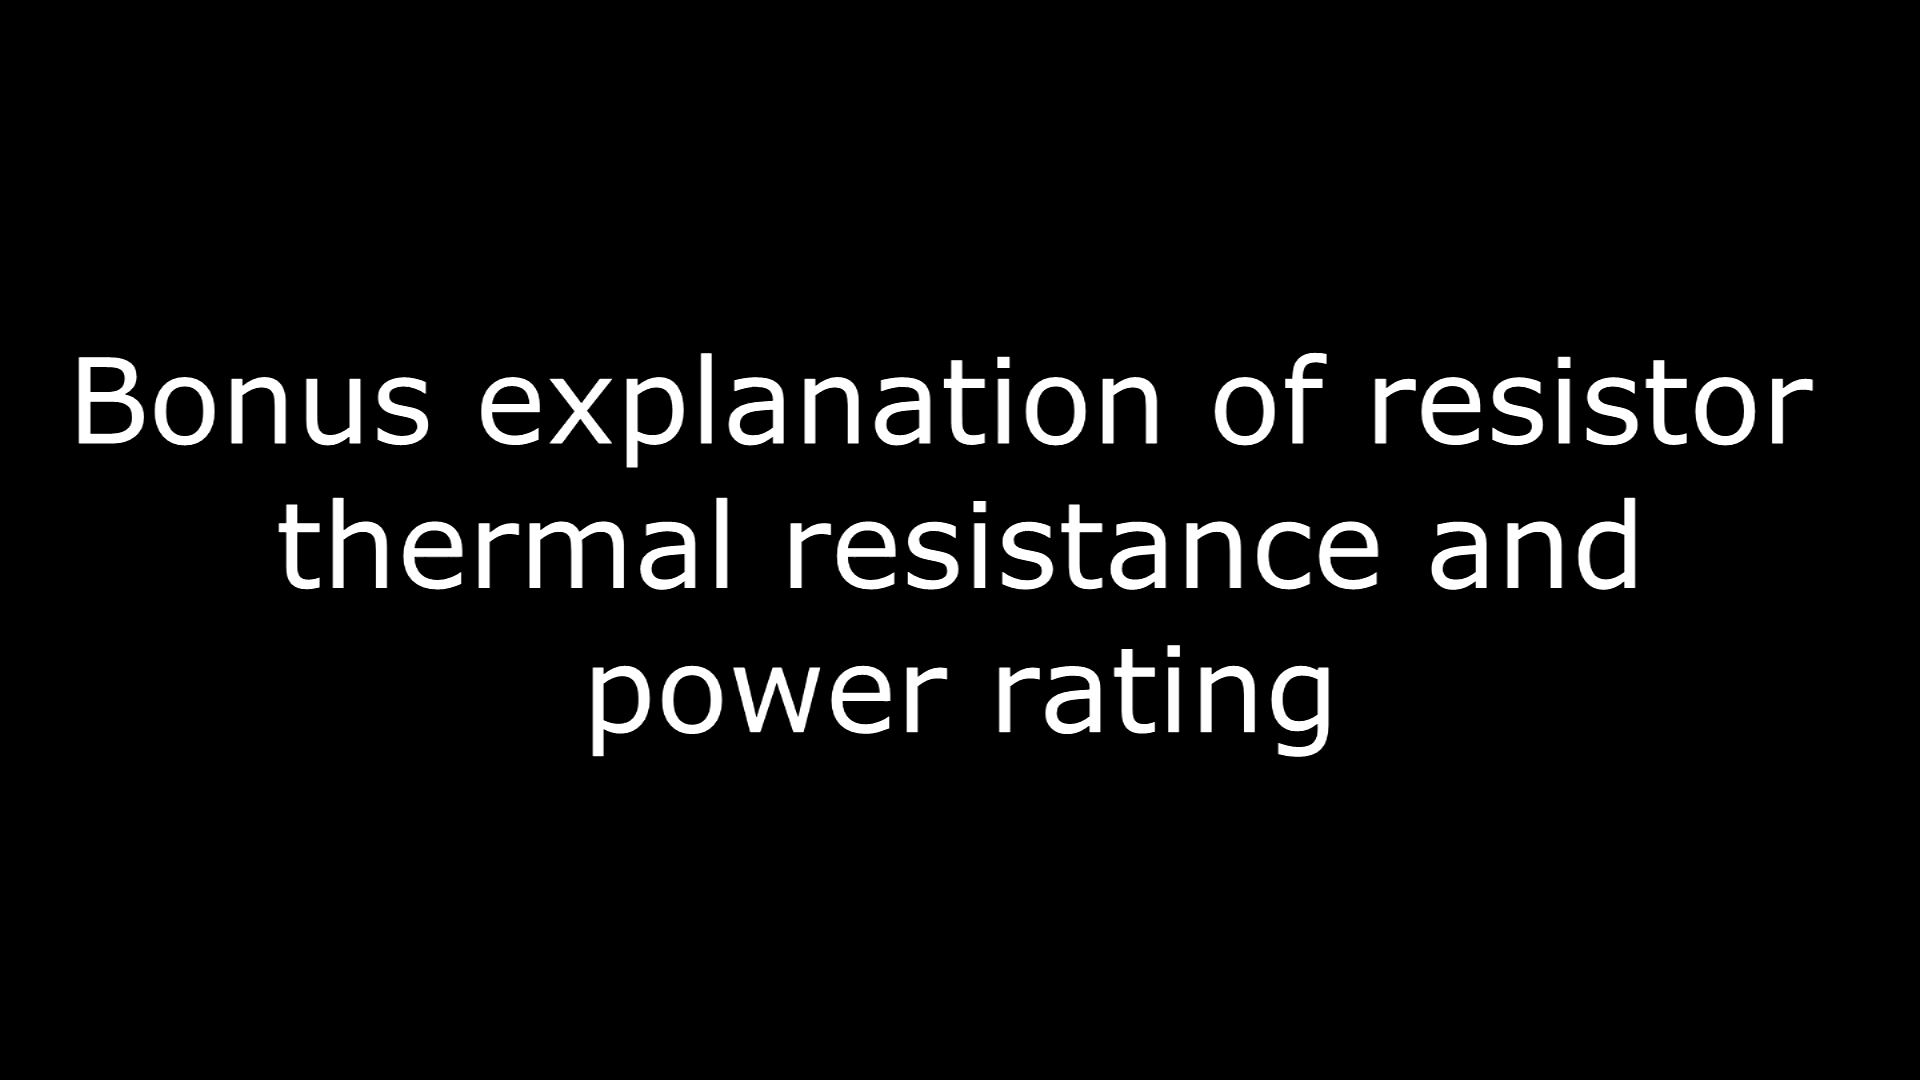 Bonus explanation of resistor
thermal resistance and
power rating